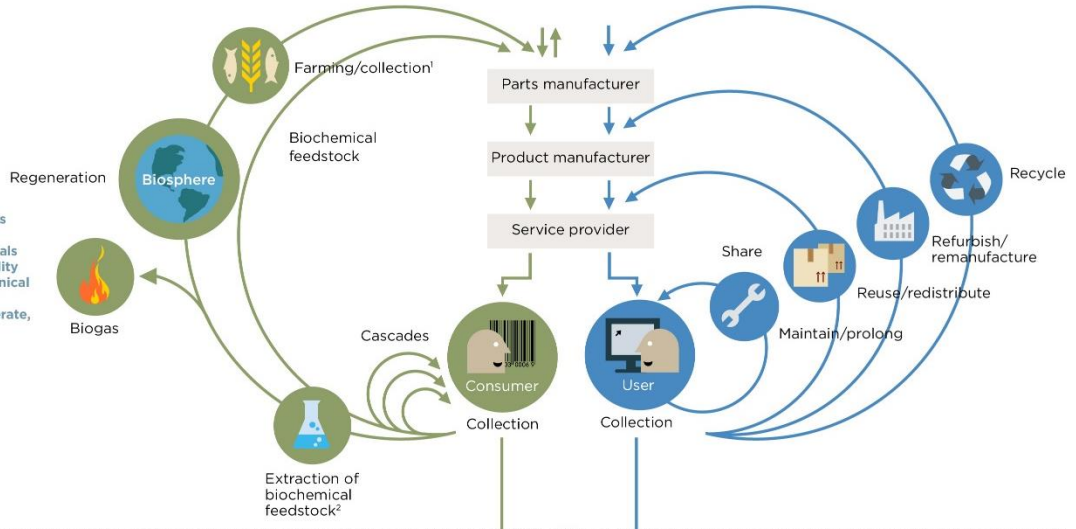 Farming/collection¹
Parts manufacturer
Biochemical
feedstock
Product manufacturer
Regeneration
Biosphere
Recycle
Service provider
Share
Refurbish/
remanufacture
Reuse/redistribute
Biogas
Cascades
Maintain/prolong
Consumer
User
Collection
Collection
Extraction of
biochemical
feedstock²